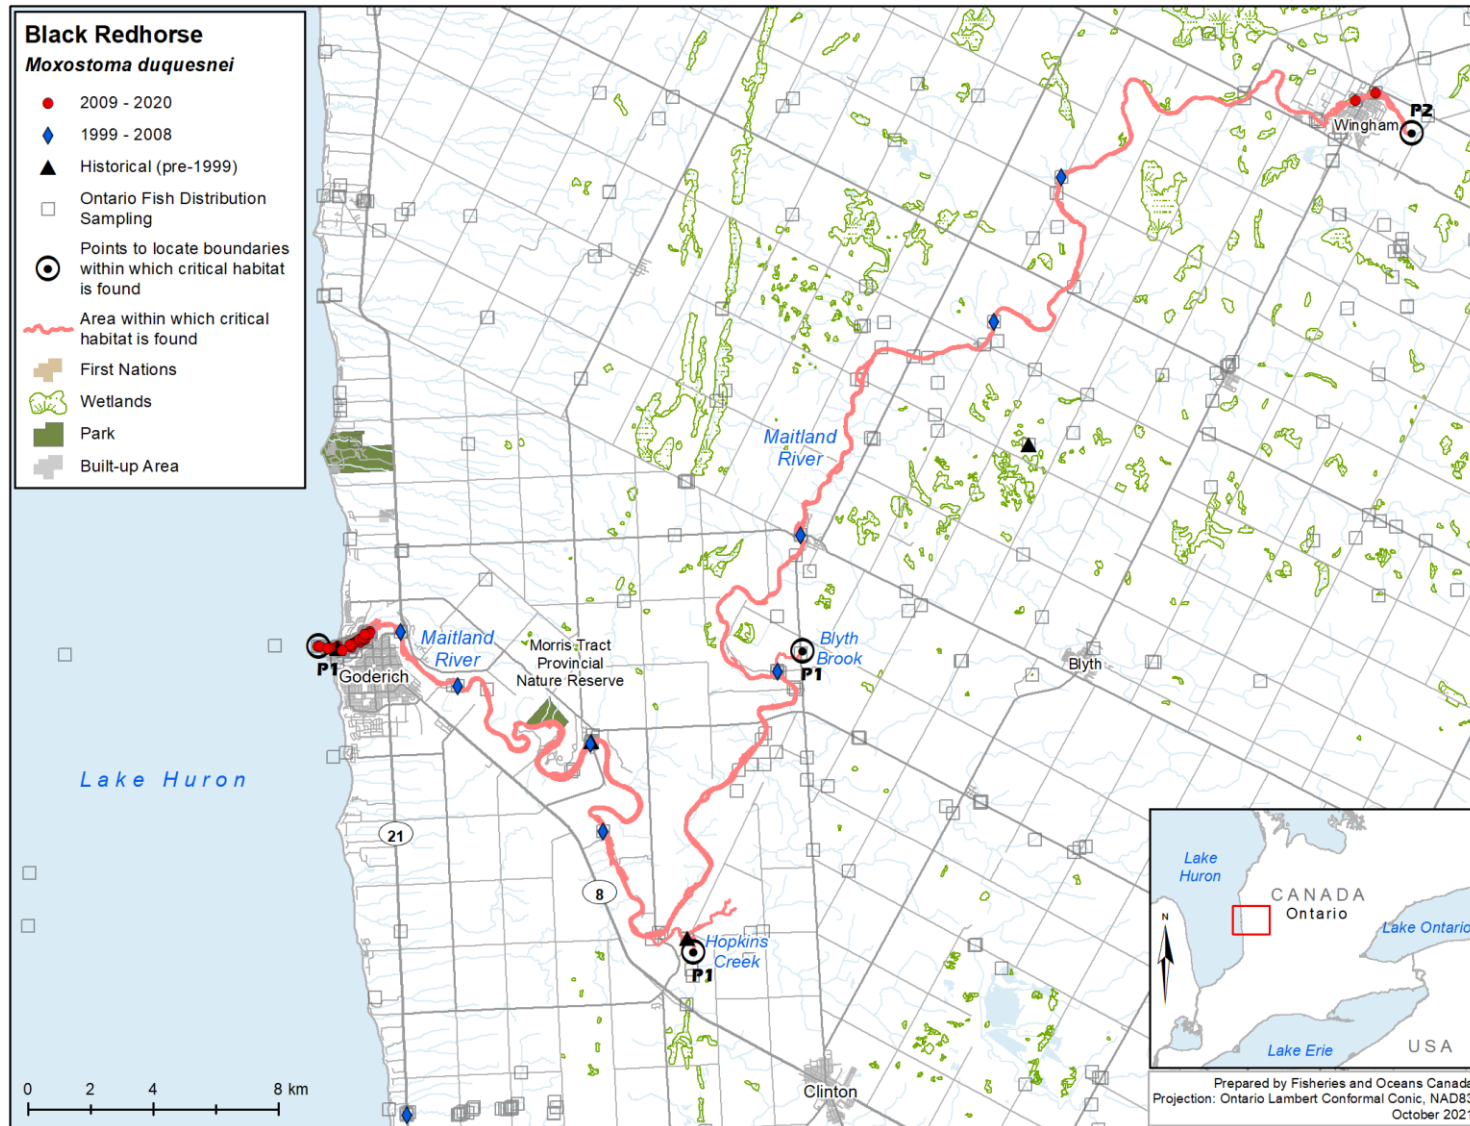 Black Redhorse
Moxostoma duquesnei
2009 - 2020
1999 - 2008
Historical (pre-1999)
Ontario Fish Distribution
Sampling
Points to locate boundaries
within which critical habitat
is found
Area within which critical
habitat is found
First Nations
Wetlands
Park
Built-up Area
P2
Wingham
Maitland
River
Maitland
River
Morris Tract
Provincial
Nature Reserve
Blyth
Brook
P1
Blyth
P1
Goderich
Lake Huron
21
8
Hopkins
Creek
P1
Clinton
0 2 4 8 km
Lake
Huron
CANADA
Ontario
Lake Ontario
N
Lake Erie
USA
Prepared by Fisheries and Oceans Canada
Projection: Ontario Lambert Conformal Conic, NAD83
October 2021